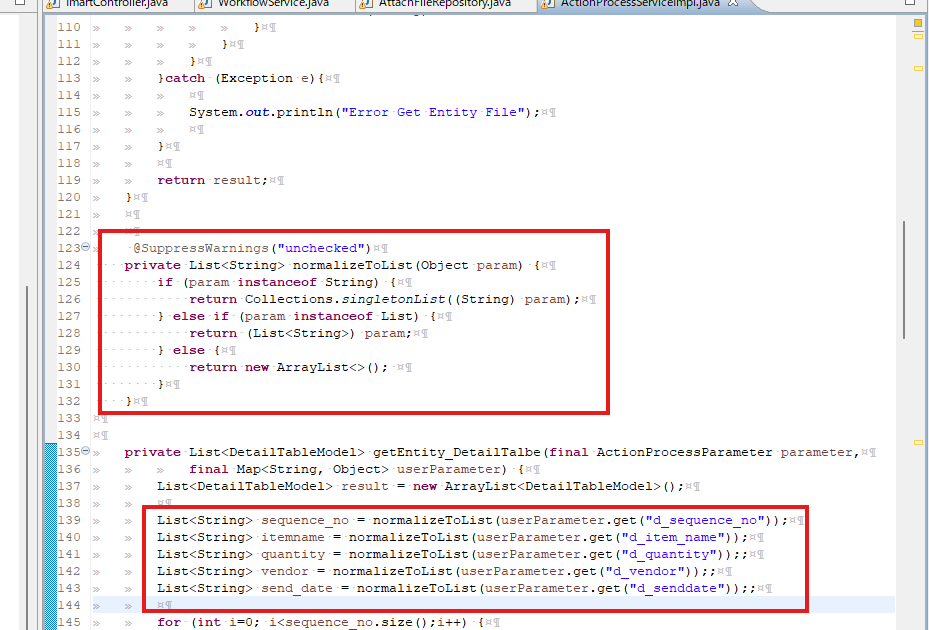 ImartController.java WorkflowService.java AttachFileRepository.java ActionProcessServiceImpl.java
110 }
111 }
112 }
113 }catch (Exception e){
114
115 System.out.println("Error Get Entity File");
116
117 }
118
119 return result;
120 }
121
122
123 @SuppressWarnings("unchecked")
124 private List<String> normalizeToList(Object param) {
125 if (param instanceof String) {
126 return Collections.singletonList((String) param);
127 } else if (param instanceof List) {
128 return (List<String>) param;
129 } else {
130 return new ArrayList<>();
131 }
132 }
133
134
135 private List<DetailTableModel> getEntity_DetailTalbe(final ActionProcessParameter parameter,
136 final Map<String, Object> userParameter) {
137 List<DetailTableModel> result = new ArrayList<DetailTableModel>();
138
139 List<String> sequence_no = normalizeToList(userParameter.get("d_sequence_no"));
140 List<String> itemname = normalizeToList(userParameter.get("d_item_name"));
141 List<String> quantity = normalizeToList(userParameter.get("d_quantity"));;
142 List<String> vendor = normalizeToList(userParameter.get("d_vendor"));;
143 List<String> send_date = normalizeToList(userParameter.get("d_senddate"));;
144
145 for (int i=0; i<sequence_no.size();i++) {